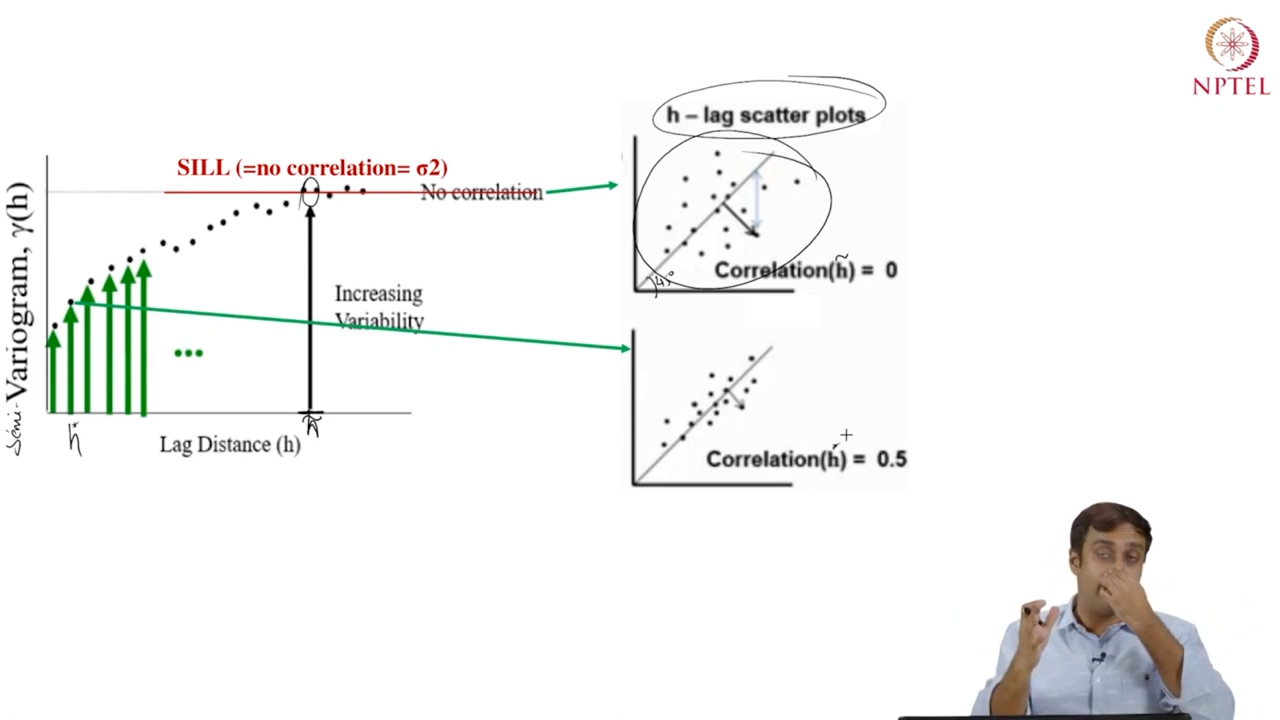 NPTEL
h – lag scatter plots
SILL (=no correlation= σ2)
No correlation
Semi-
Variogram, γ(h)
Correlation(h̃) = 0
45°
Increasing
Variability
Lag Distance (h)
h*
h̃
Correlation(h*) = 0.5